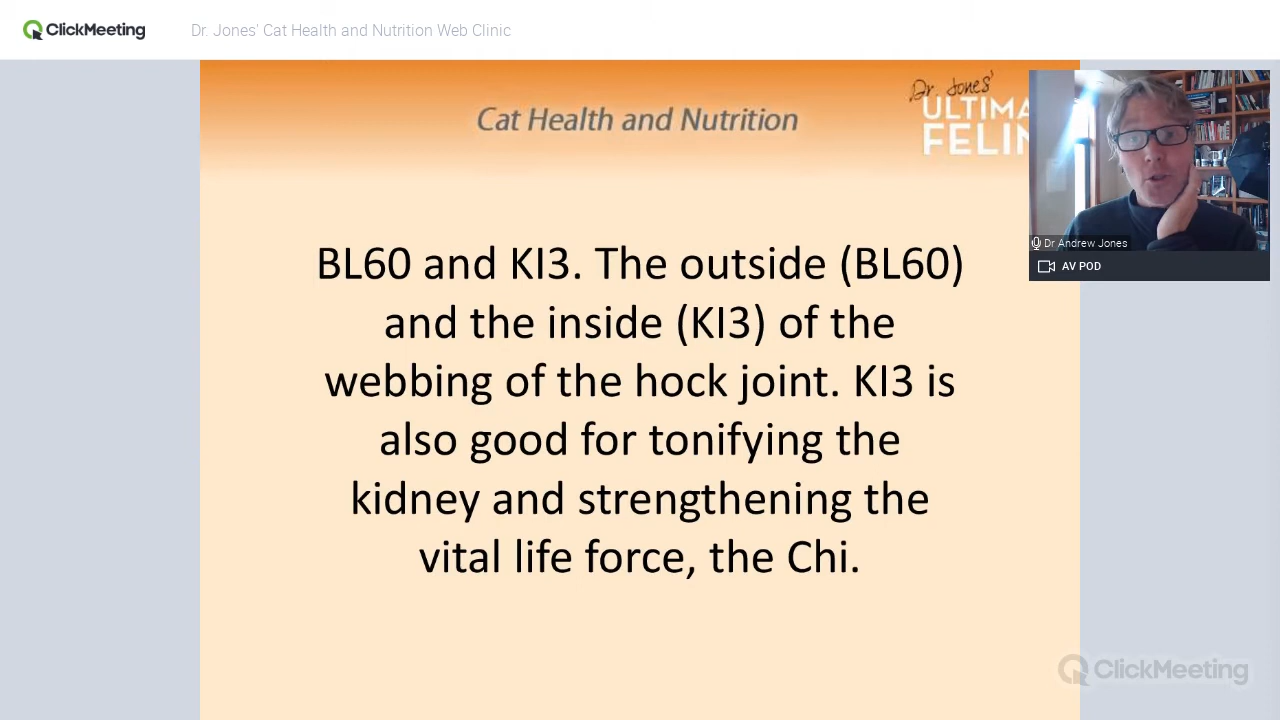 ClickMeeting
Dr. Jones' Cat Health and Nutrition Web Clinic
Dr. Jones'
Cat Health and Nutrition
ULTIMA
FELIN
Dr Andrew Jones
AV POD
BL60 and KI3. The outside (BL60)
and the inside (KI3) of the
webbing of the hock joint. KI3 is
also good for tonifying the
kidney and strengthening the
vital life force, the Chi.
ClickMeeting